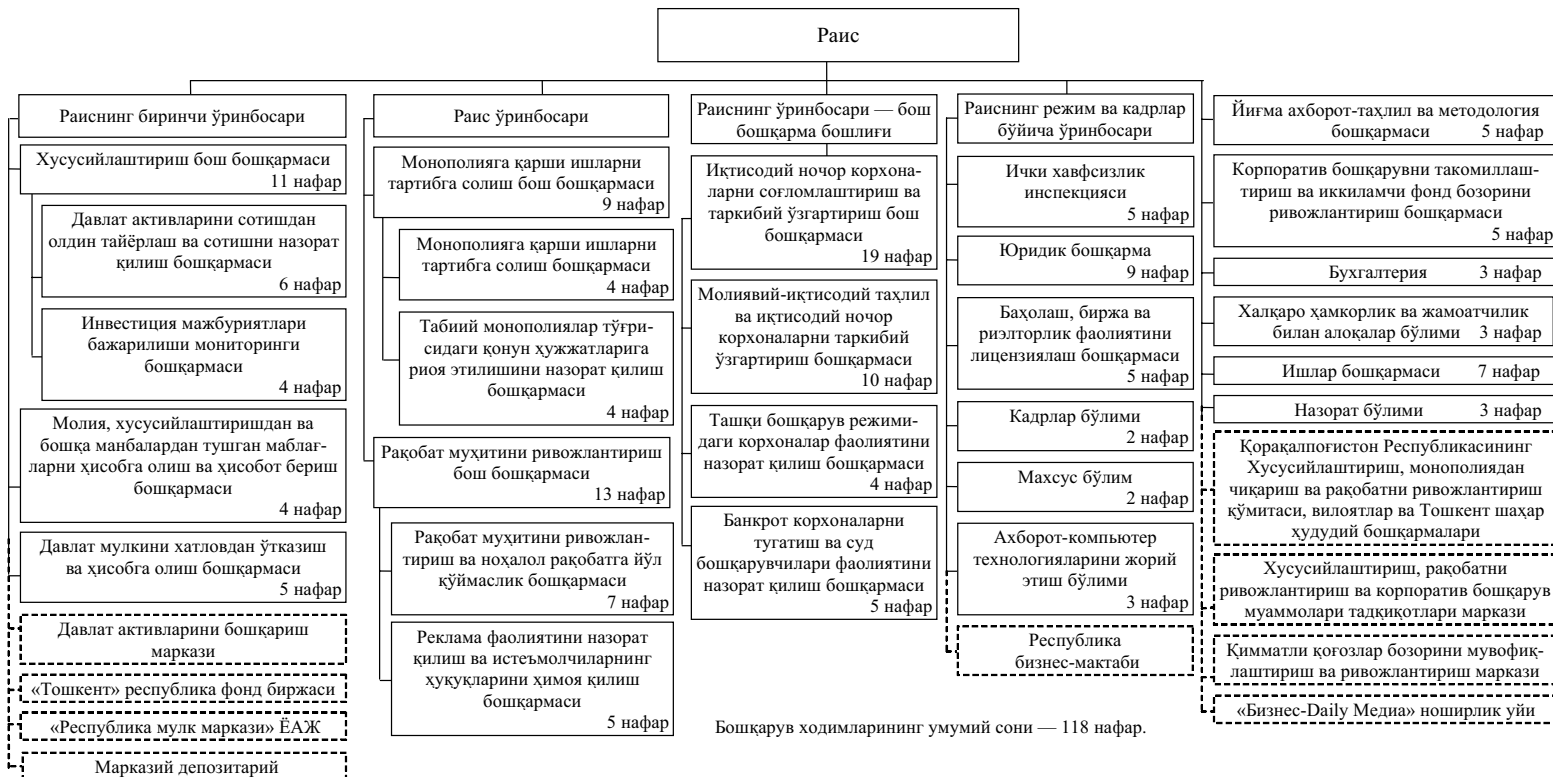 Раис
Раиснинг биринчи ўринбосари
Хусусийлаштириш бош бошқармаси
11 нафар
Давлат активларини сотишдан
олдин тайёрлаш ва сотишни назорат
қилиш бошқармаси
6 нафар
Инвестиция мажбуриятлари
бажарилиши мониторинги
бошқармаси
4 нафар
Молия, хусусийлаштиришдан ва
бошқа манбалардан тушган маблағ-
ларни ҳисобга олиш ва ҳисобот бериш
бошқармаси
4 нафар
Давлат мулкини хатловдан ўтказиш
ва ҳисобга олиш бошқармаси
5 нафар
Давлат активларини бошқариш
маркази
«Тошкент» республика фонд биржаси
«Республика мулк маркази» ЁАЖ
Марказий депозитарий
Раис ўринбосари
Монополияга қарши ишларни
тартибга солиш бош бошқармаси
9 нафар
Монополияга қарши ишларни
тартибга солиш бошқармаси
4 нафар
Табиий монополиялар тўғри-
сидаги қонун ҳужжатларига
риоя этилишини назорат қилиш
бошқармаси
4 нафар
Рақобат муҳитини ривожлантириш
бош бошқармаси
13 нафар
Рақобат муҳитини ривожлан-
тириш ва ноҳалол рақобатга йўл
қўймаслик бошқармаси
7 нафар
Реклама фаолиятини назорат
қилиш ва истеъмолчиларнинг
ҳуқуқларини ҳимоя қилиш
бошқармаси
5 нафар
Раиснинг ўринбосари — бош
бошқарма бошлиғи
Иқтисодий ночор корхона-
ларни соғломлаштириш ва
таркибий ўзгартириш бош
бошқармаси
19 нафар
Молиявий-иқтисодий таҳлил
ва иқтисодий ночор
корхоналарни таркибий
ўзгартириш бошқармаси
10 нафар
Ташқи бошқарув режими-
даги корхоналар фаолиятини
назорат қилиш бошқармаси
4 нафар
Банкрот корхоналарни
тугатиш ва суд
бошқарувчилари фаолиятини
назорат қилиш бошқармаси
5 нафар
Раиснинг режим ва кадрлар
бўйича ўринбосари
Ички хавфсизлик
инспекцияси
5 нафар
Юридик бошқарма
9 нафар
Баҳолаш, биржа ва
риэлторлик фаолиятини
лицензиялаш бошқармаси
5 нафар
Кадрлар бўлими
2 нафар
Махсус бўлим
2 нафар
Ахборот-компьютер
технологияларини жорий
этиш бўлими
3 нафар
Республика
бизнес-мактаби
Йиғма ахборот-таҳлил ва методология
бошқармаси 5 нафар
Корпоратив бошқарувни такомиллаш-
тириш ва иккиламчи фонд бозорини
ривожлантириш бошқармаси
5 нафар
Бухгалтерия 3 нафар
Халқаро ҳамкорлик ва жамоатчилик
билан алоқалар бўлими 3 нафар
Ишлар бошқармаси 7 нафар
Назорат бўлими 3 нафар
Қорақалпоғистон Республикасининг
Хусусийлаштириш, монополиядан
чиқариш ва рақобатни ривожлантириш
қўмитаси, вилоятлар ва Тошкент шаҳар
ҳудудий бошқармалари
Хусусийлаштириш, рақобатни
ривожлантириш ва корпоратив бошқарув
муаммолари тадқиқотлари маркази
Қимматли қоғозлар бозорини мувофиқ-
лаштириш ва ривожлантириш маркази
«Бизнес-Daily Медиа» ноширлик уйи
Бошқарув ходимларининг умумий сони — 118 нафар.